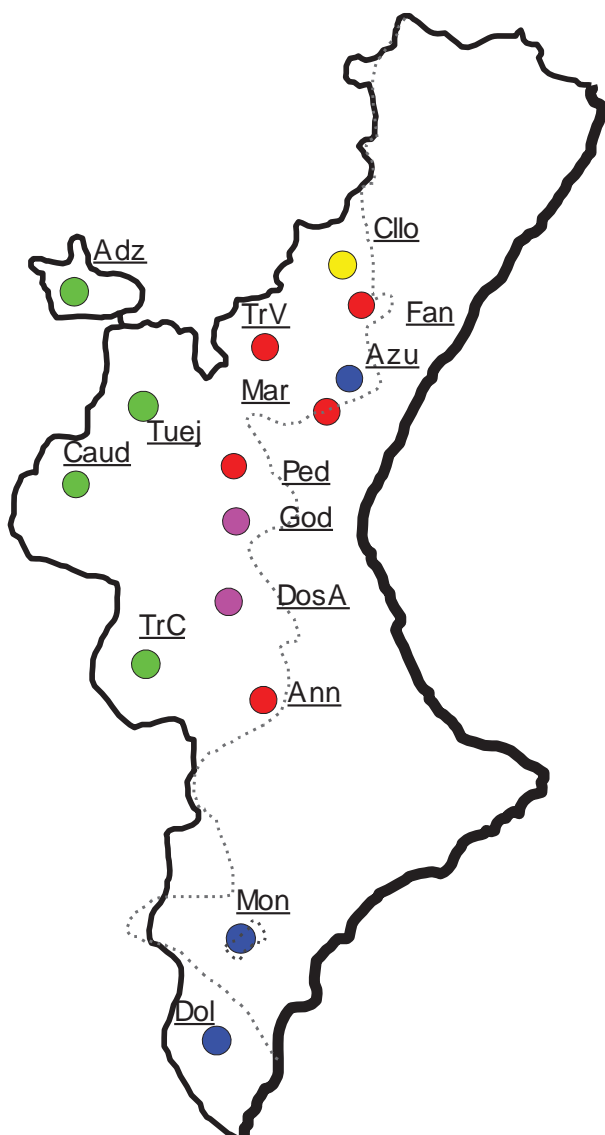 Cllo
Adz
TrV
Fan
Azu
Mar
Tuej
Caud
Ped
God
DosA
TrC
Ann
Mon
Dol